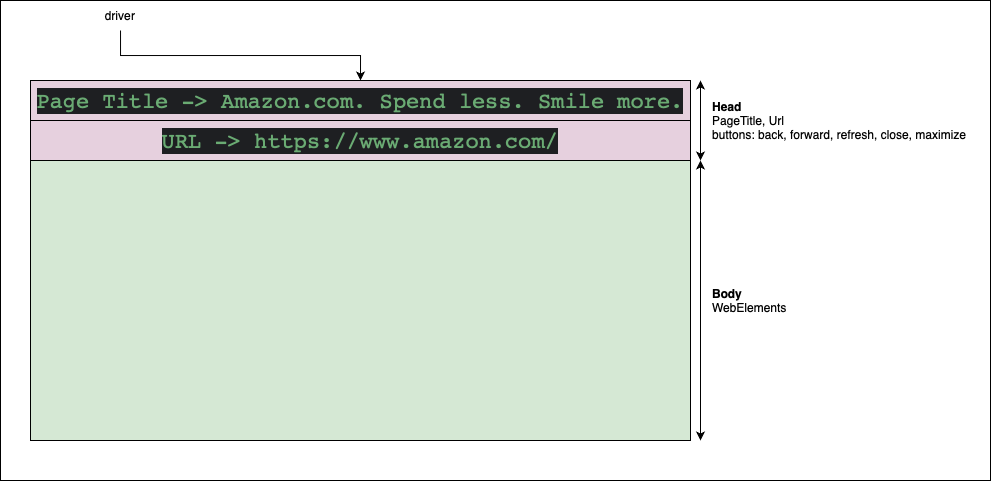 driver
Page Title -> Amazon.com. Spend less. Smile more.
URL -> https://www.amazon.com/
Head
PageTitle, Url
buttons: back, forward, refresh, close, maximize
Body
WebElements